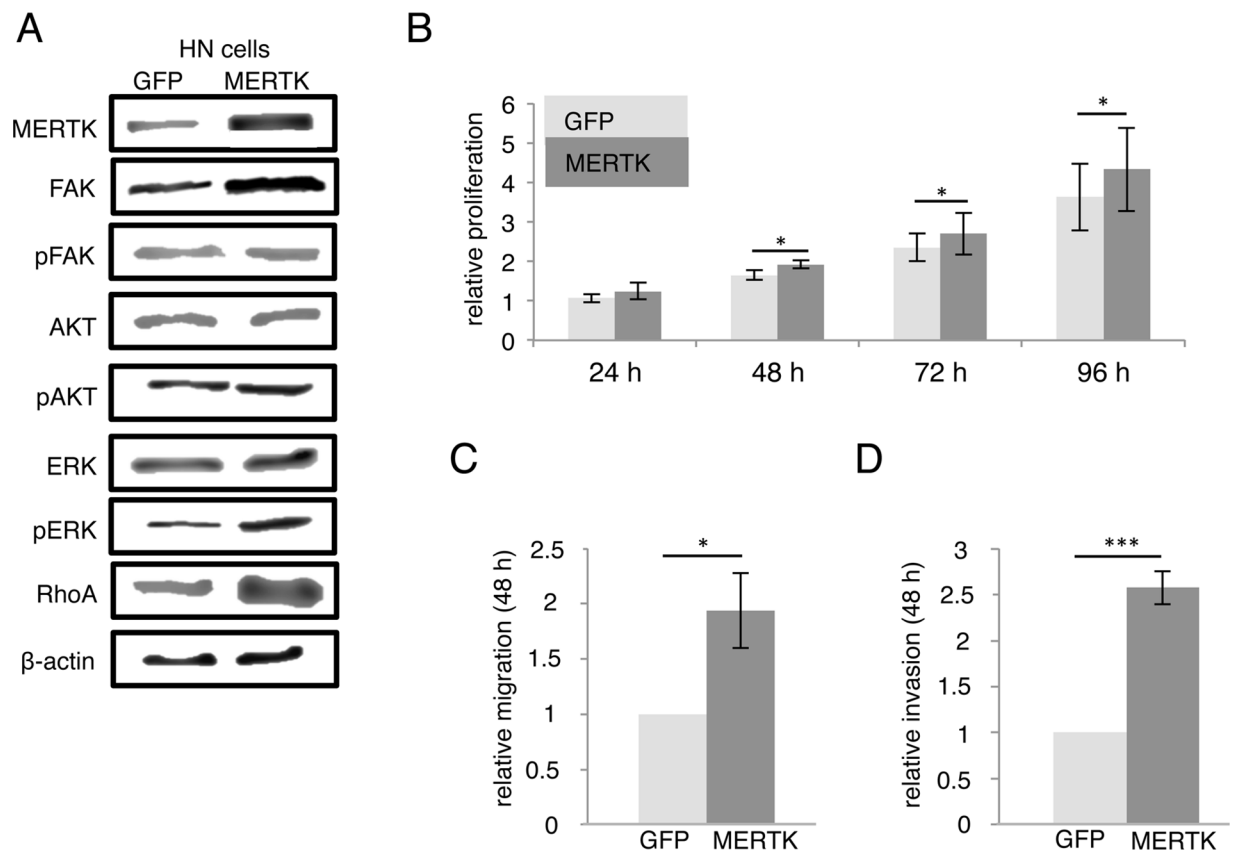 A
HN cells
GFP MERTK
MERTK
FAK
pFAK
AKT
pAKT
ERK
pERK
RhoA
β-actin
B
relative proliferation
6
5
4
3
2
1
0
GFP
MERTK
*
*
*
24 h 48 h 72 h 96 h
C
relative migration (48 h)
2.5
2
1.5
1
0.5
0
*
GFP MERTK
D
relative invasion (48 h)
3
2.5
2
1.5
1
0.5
0
***
GFP MERTK